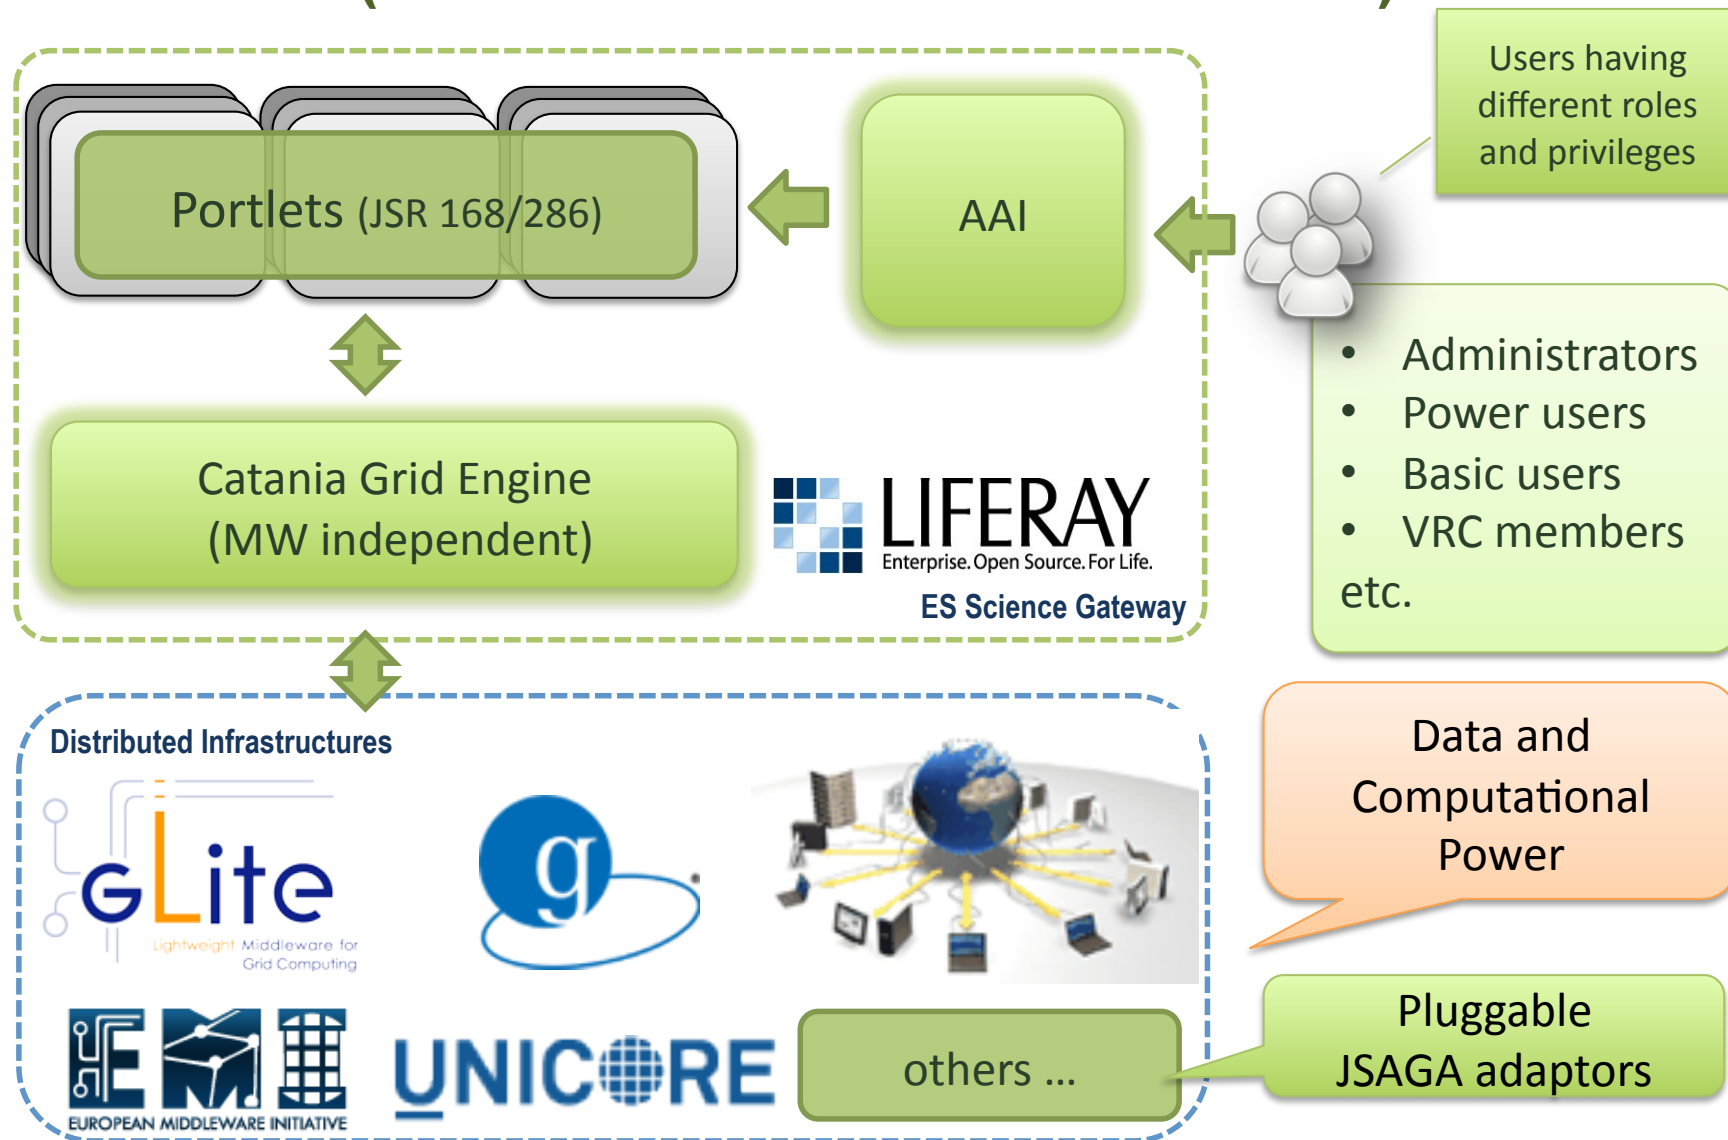 Users having
different roles
and privileges
Portlets (JSR 168/286)
AAI
Administrators
Power users
Basic users
VRC members
etc.
Catania Grid Engine
(MW independent)
LIFERAY
Enterprise. Open Source. For Life.
ES Science Gateway
Distributed Infrastructures
gLite
Lightweight Middleware for
Grid Computing
g
Data and
Computational
Power
EMI
EUROPEAN MIDDLEWARE INITIATIVE
UNICORE
others ...
Pluggable
JSAGA adaptors